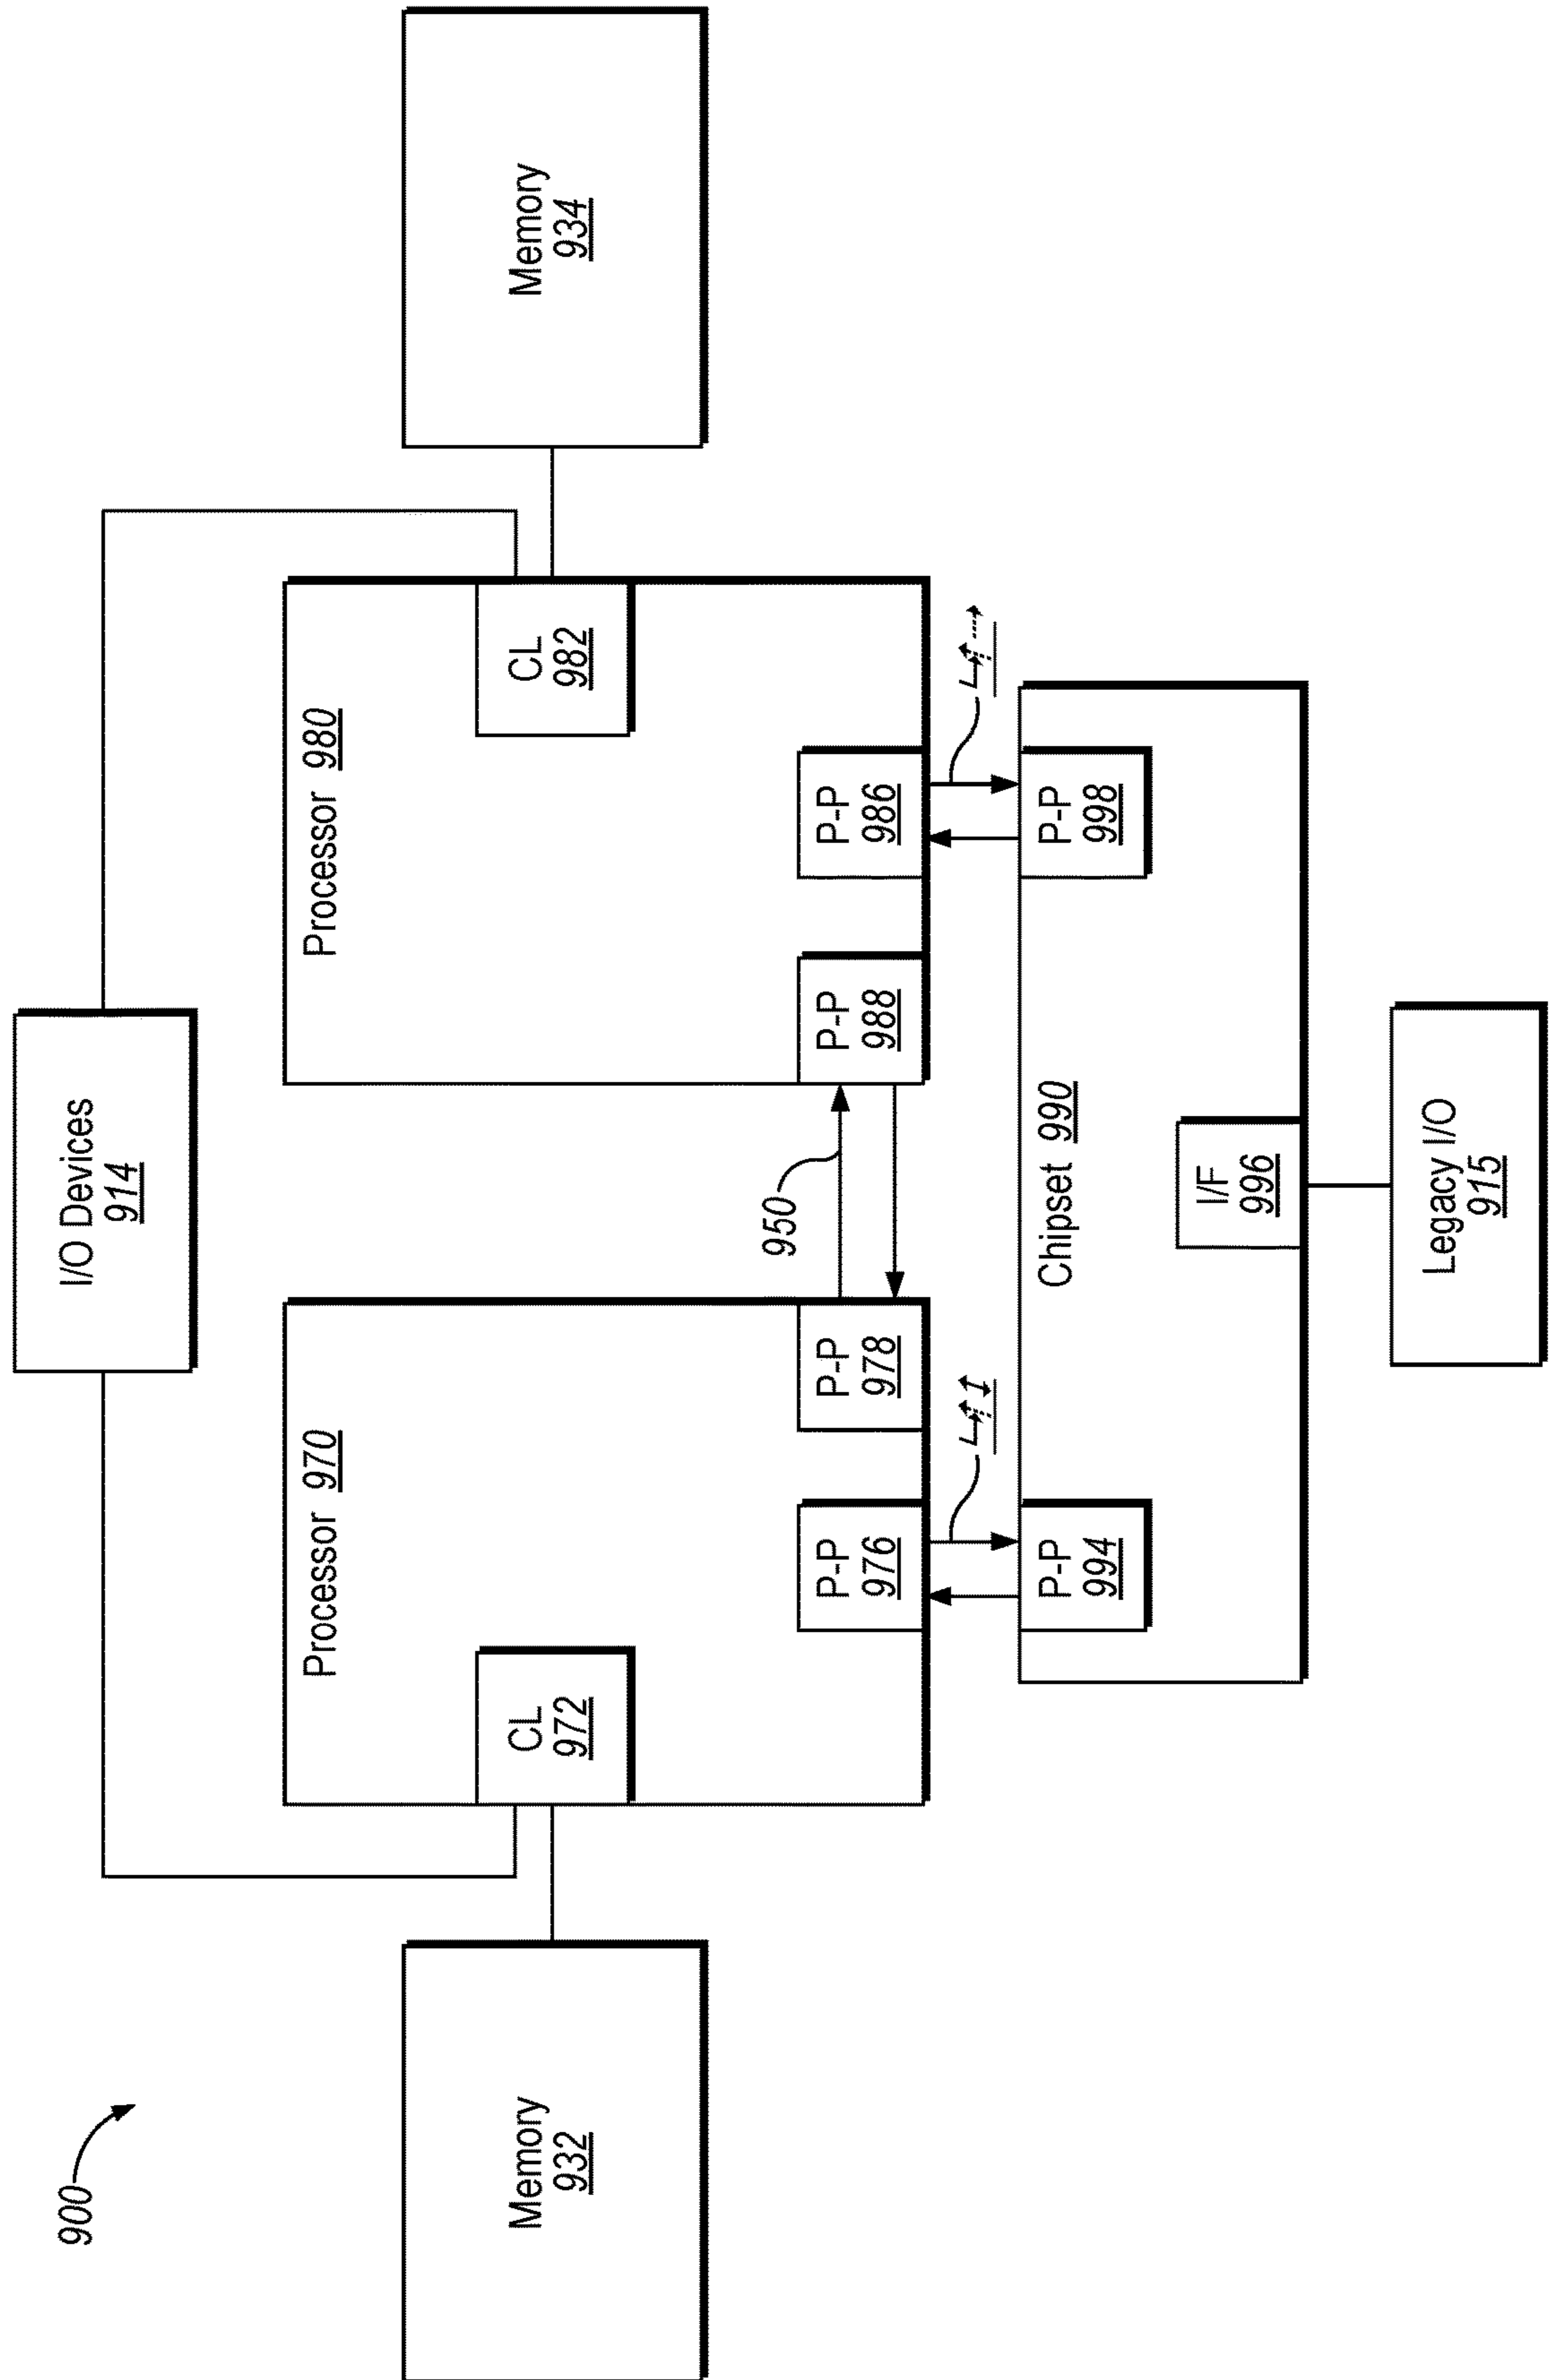 900
I/O Devices
914
Processor 970
Processor 980
Memory
932
CL
972
CL
982
Memory
934
950
P-P
976
P-P
978
P-P
988
P-P
986
P-P
994
Chipset 990
P-P
998
I/F
996
Legacy I/O
915